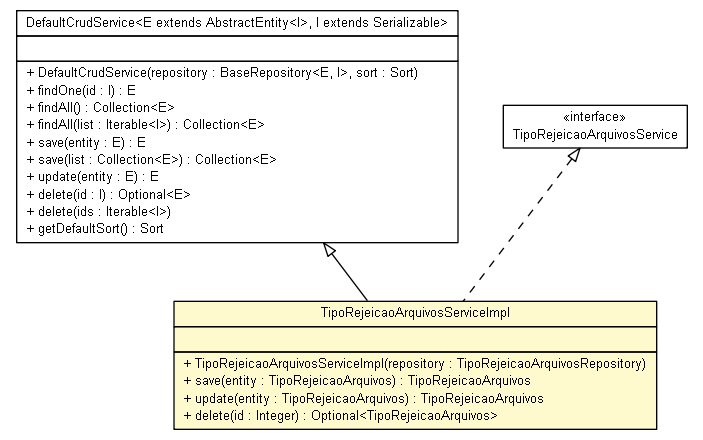 DefaultCrudService<E extends AbstractEntity<I>, I extends Serializable>
+ DefaultCrudService(repository : BaseRepository<E, I>, sort : Sort)
+ findOne(id : I) : E
+ findAll() : Collection<E>
+ findAll(list : Iterable<I>) : Collection<E>
+ save(entity : E) : E
+ save(list : Collection<E>) : Collection<E>
+ update(entity : E) : E
+ delete(id : I) : Optional<E>
+ delete(ids : Iterable<I>)
+ getDefaultSort() : Sort
«interface»
TipoRejeicaoArquivosService
TipoRejeicaoArquivosServiceImpl
+ TipoRejeicaoArquivosServiceImpl(repository : TipoRejeicaoArquivosRepository)
+ save(entity : TipoRejeicaoArquivos) : TipoRejeicaoArquivos
+ update(entity : TipoRejeicaoArquivos) : TipoRejeicaoArquivos
+ delete(id : Integer) : Optional<TipoRejeicaoArquivos>